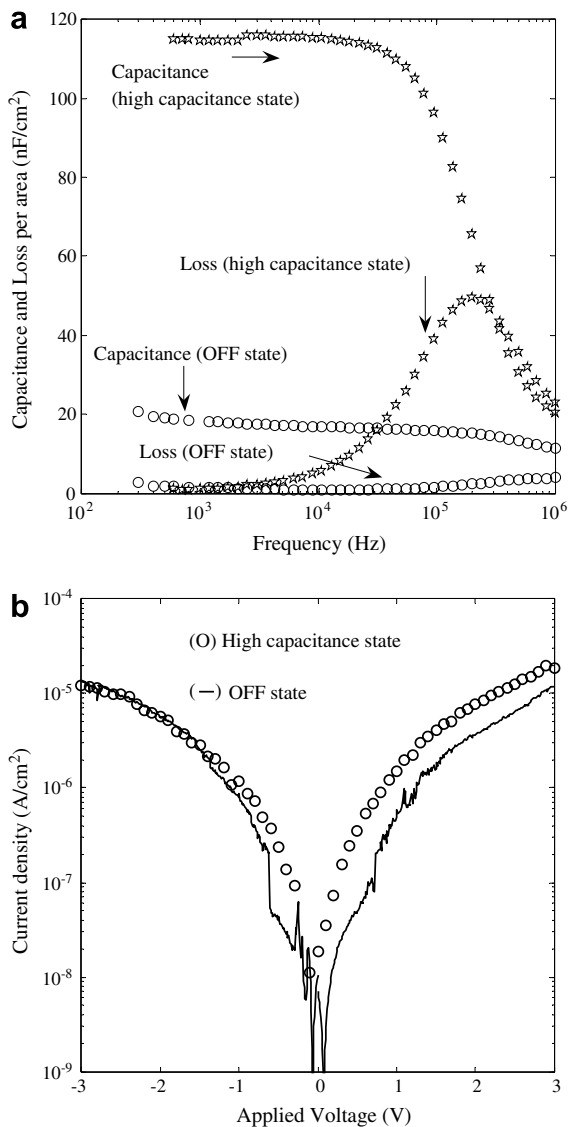 a
Capacitance and Loss per area (nF/cm²)
120
100
80
60
40
20
0
Capacitance
(high capacitance state)
Loss (high capacitance state)
Capacitance (OFF state)
Loss (OFF state)
10² 10³ 10⁴ 10⁵ 10⁶
Frequency (Hz)
b
Current density (A/cm²)
10⁻⁴
10⁻⁵
10⁻⁶
10⁻⁷
10⁻⁸
10⁻⁹
(O) High capacitance state
(—) OFF state
-3 -2 -1 0 1 2 3
Applied Voltage (V)